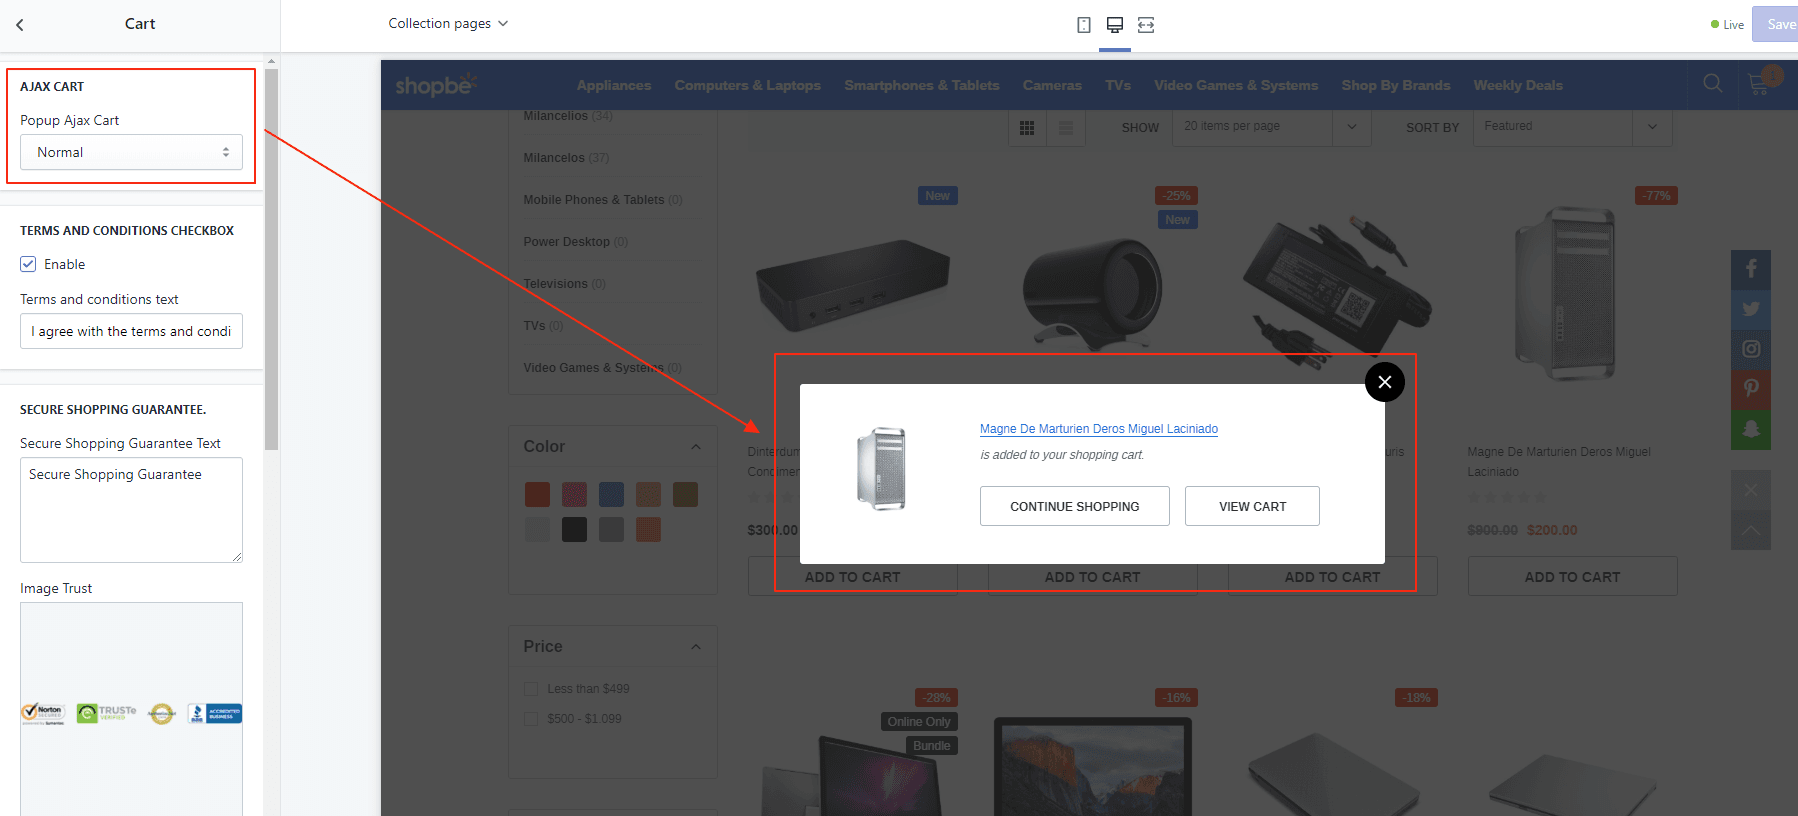 Cart
Collection pages
Live
Save
AJAX CART
Popup Ajax Cart
Normal
TERMS AND CONDITIONS CHECKBOX
Enable
Terms and conditions text
I agree with the terms and condi
SECURE SHOPPING GUARANTEE.
Secure Shopping Guarantee Text
Secure Shopping Guarantee
Image Trust
Norton
SECURED
TRUSTe
VERIFIED
BBB
ACCREDITED
BUSINESS
shopbe
Appliances
Computers & Laptops
Smartphones & Tablets
Cameras
TVs
Video Games & Systems
Shop By Brands
Weekly Deals
SHOW
20 items per page
SORT BY
Featured
Milancelios (34)
Milancelos (37)
Mobile Phones & Tablets (0)
Power Desktop (0)
Televisions (0)
TVs (0)
Video Games & Systems (0)
Color
Price
Less than $499
$500 - $1.099
New
-25%
New
-77%
Magne De Marturien Deros Miguel Laciniado
is added to your shopping cart.
CONTINUE SHOPPING
VIEW CART
$300.00
Magne De Marturien Deros Miguel
Laciniado
$900.00 $200.00
ADD TO CART
ADD TO CART
ADD TO CART
ADD TO CART
-28%
Online Only
Bundle
-16%
-18%